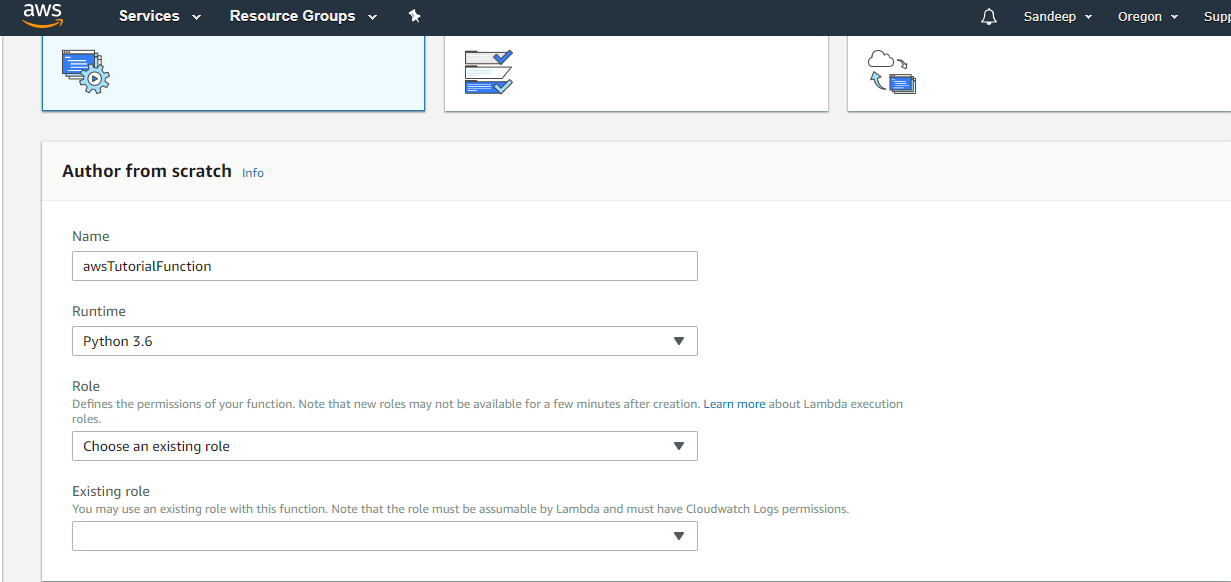 aws Services Resource Groups Sandeep Oregon Supp
Author from scratch Info
Name
awsTutorialFunction
Runtime
Python 3.6
Role
Defines the permissions of your function. Note that new roles may not be available for a few minutes after creation. Learn more about Lambda execution
roles.
Choose an existing role
Existing role
You may use an existing role with this function. Note that the role must be assumable by Lambda and must have Cloudwatch Logs permissions.